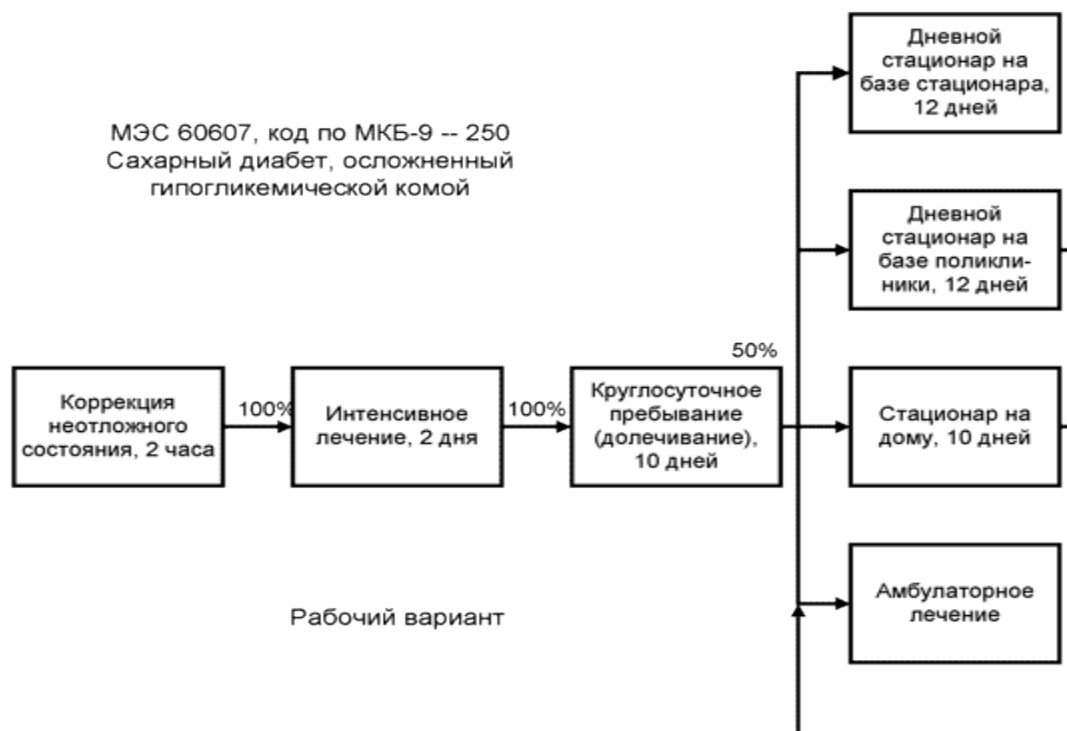 Дневной
стационар на
базе стационара,
12 дней
МЭС 60607, код по МКБ-9 -- 250
Сахарный диабет, осложненный
гипогликемической комой
Дневной
стационар на
базе поликли-
ники, 12 дней
50%
Коррекция
неотложного
состояния, 2 часа
100%
Интенсивное
лечение, 2 дня
100%
Круглосуточное
пребывание
(долечивание),
10 дней
Стационар на
дому, 10 дней
Амбулаторное
лечение
Рабочий вариант